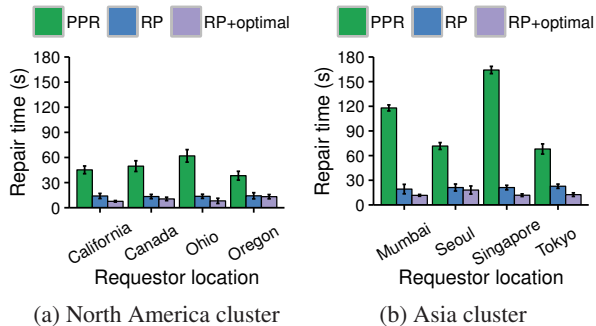 PPR RP RP+optimal
Repair time (s)
180
150
120
90
60
30
0
California Canada Ohio Oregon
Requestor location
(a) North America cluster
PPR RP RP+optimal
Repair time (s)
180
150
120
90
60
30
0
Mumbai Seoul Singapore Tokyo
Requestor location
(b) Asia cluster